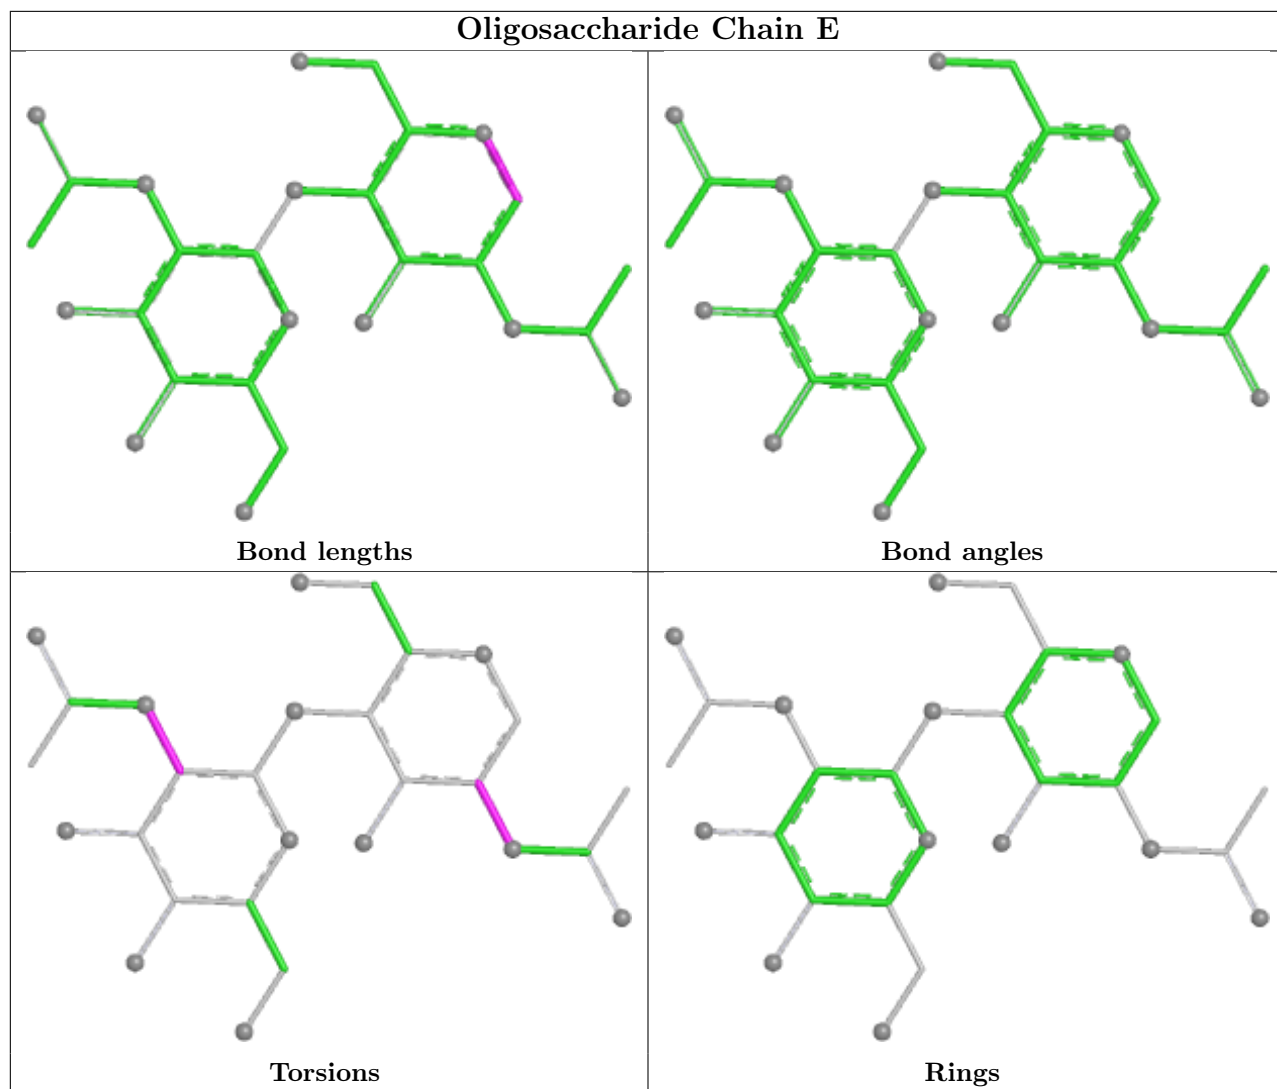 Oligosaccharide Chain E
Bond lengths
Bond angles
Torsions
Rings